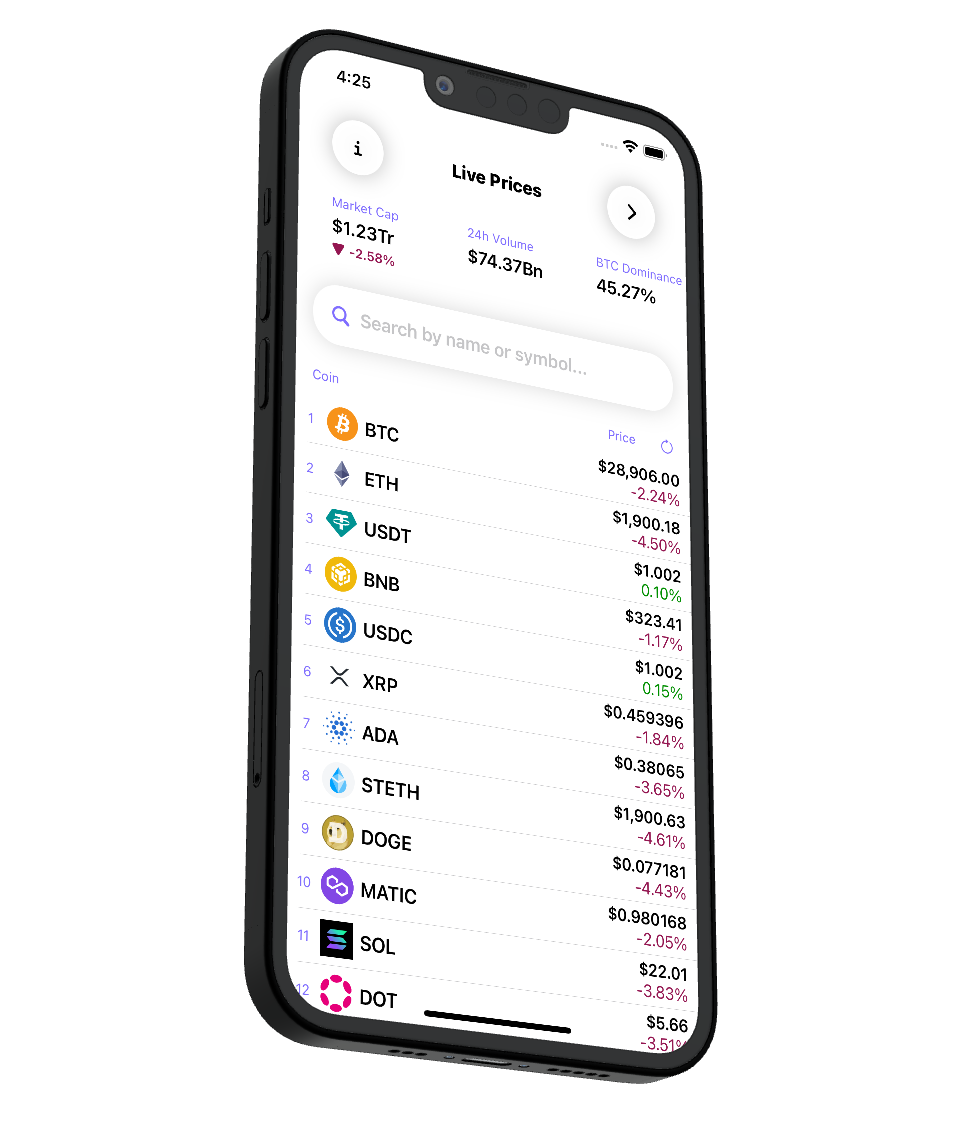 4:25
i
Live Prices
Market Cap
$1.23Tr
-2.58%
24h Volume
$74.37Bn
BTC Dominance
45.27%
Search by name or symbol...
Coin
Price
1 BTC $28,906.00
-2.24%
2 ETH $1,900.18
-4.50%
3 USDT $1.002
0.10%
4 BNB $323.41
-1.17%
5 USDC $1.002
0.15%
6 XRP $0.459396
-1.84%
7 ADA $0.38065
-3.65%
8 STETH $1,900.63
-4.61%
9 DOGE $0.077181
-4.43%
10 MATIC $0.980168
-2.05%
11 SOL $22.01
-3.83%
12 DOT $5.66
-3.51%